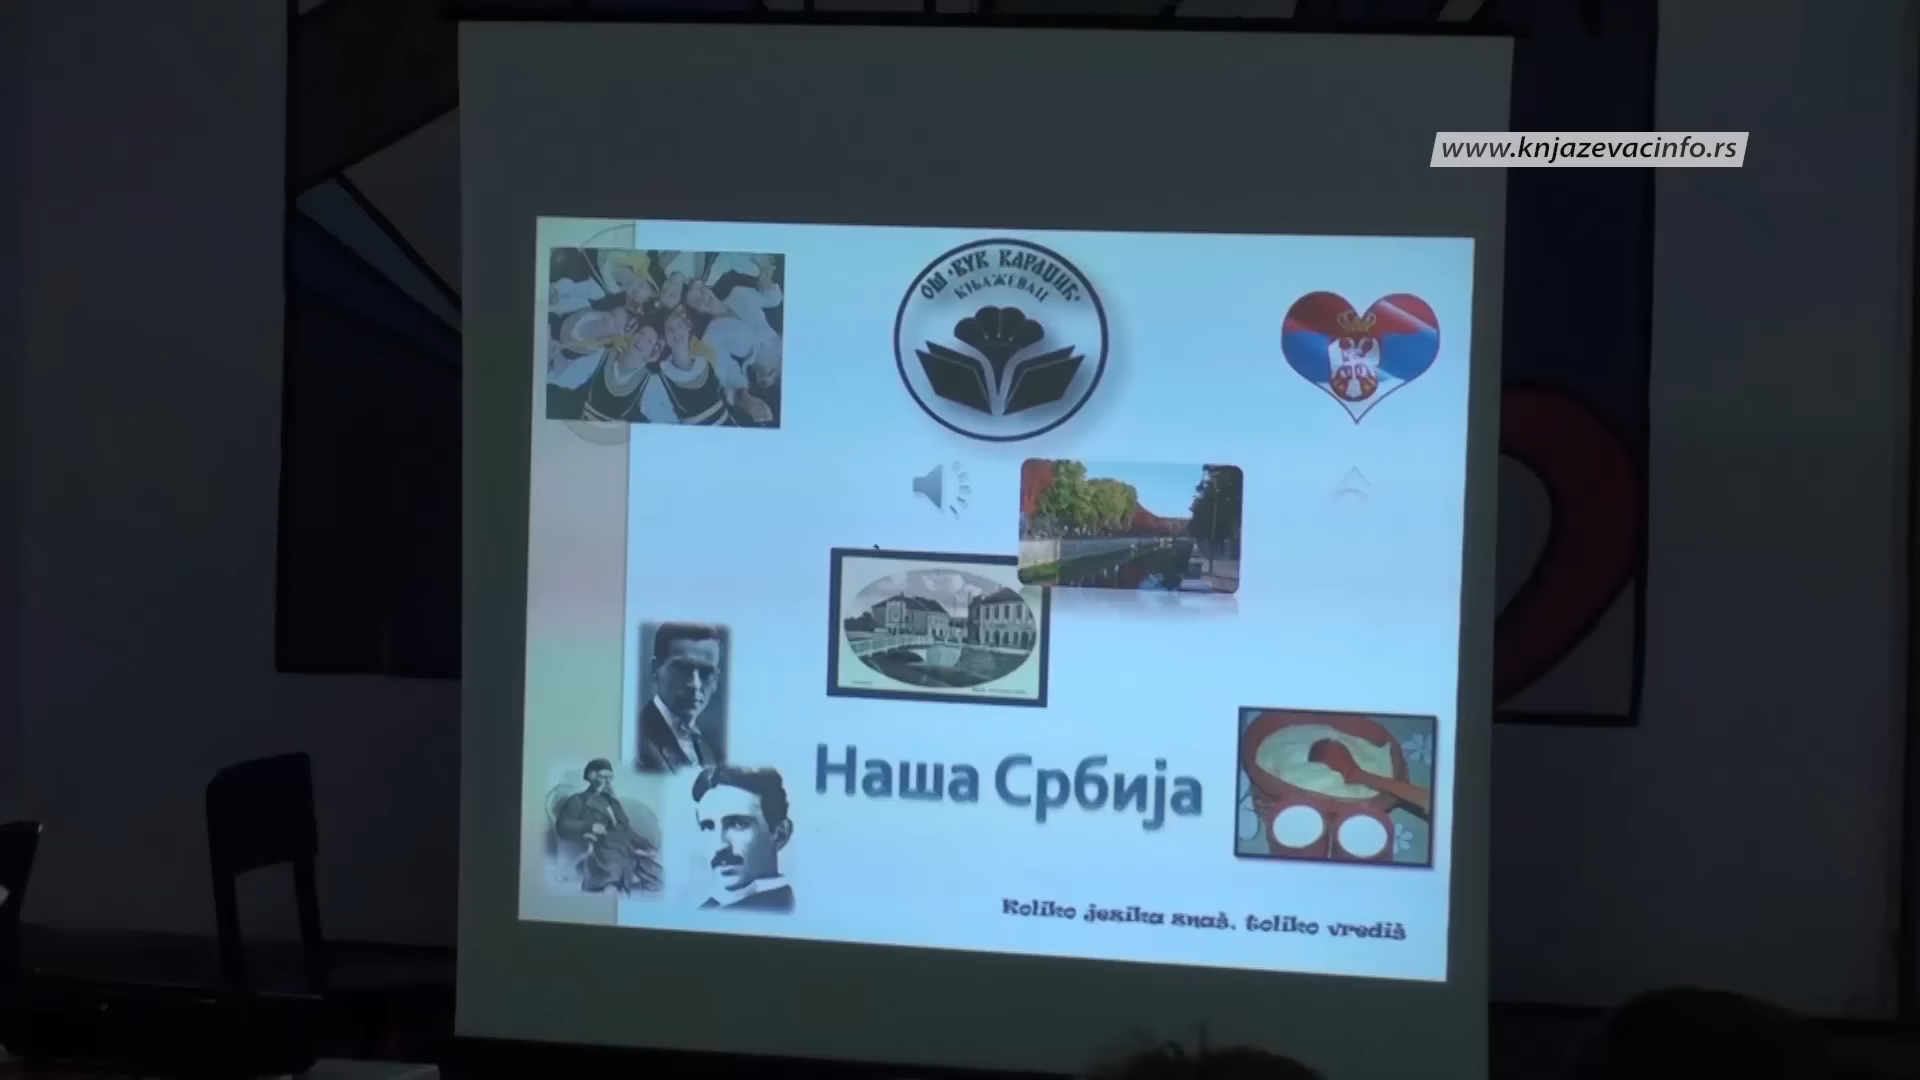 www.knjazevacinfo.rs
ОШ "ВУК КАРАЏИЋ"
КЊАЖЕВАЦ
Наша Србија
Koliko jezika znaš, toliko vrediš